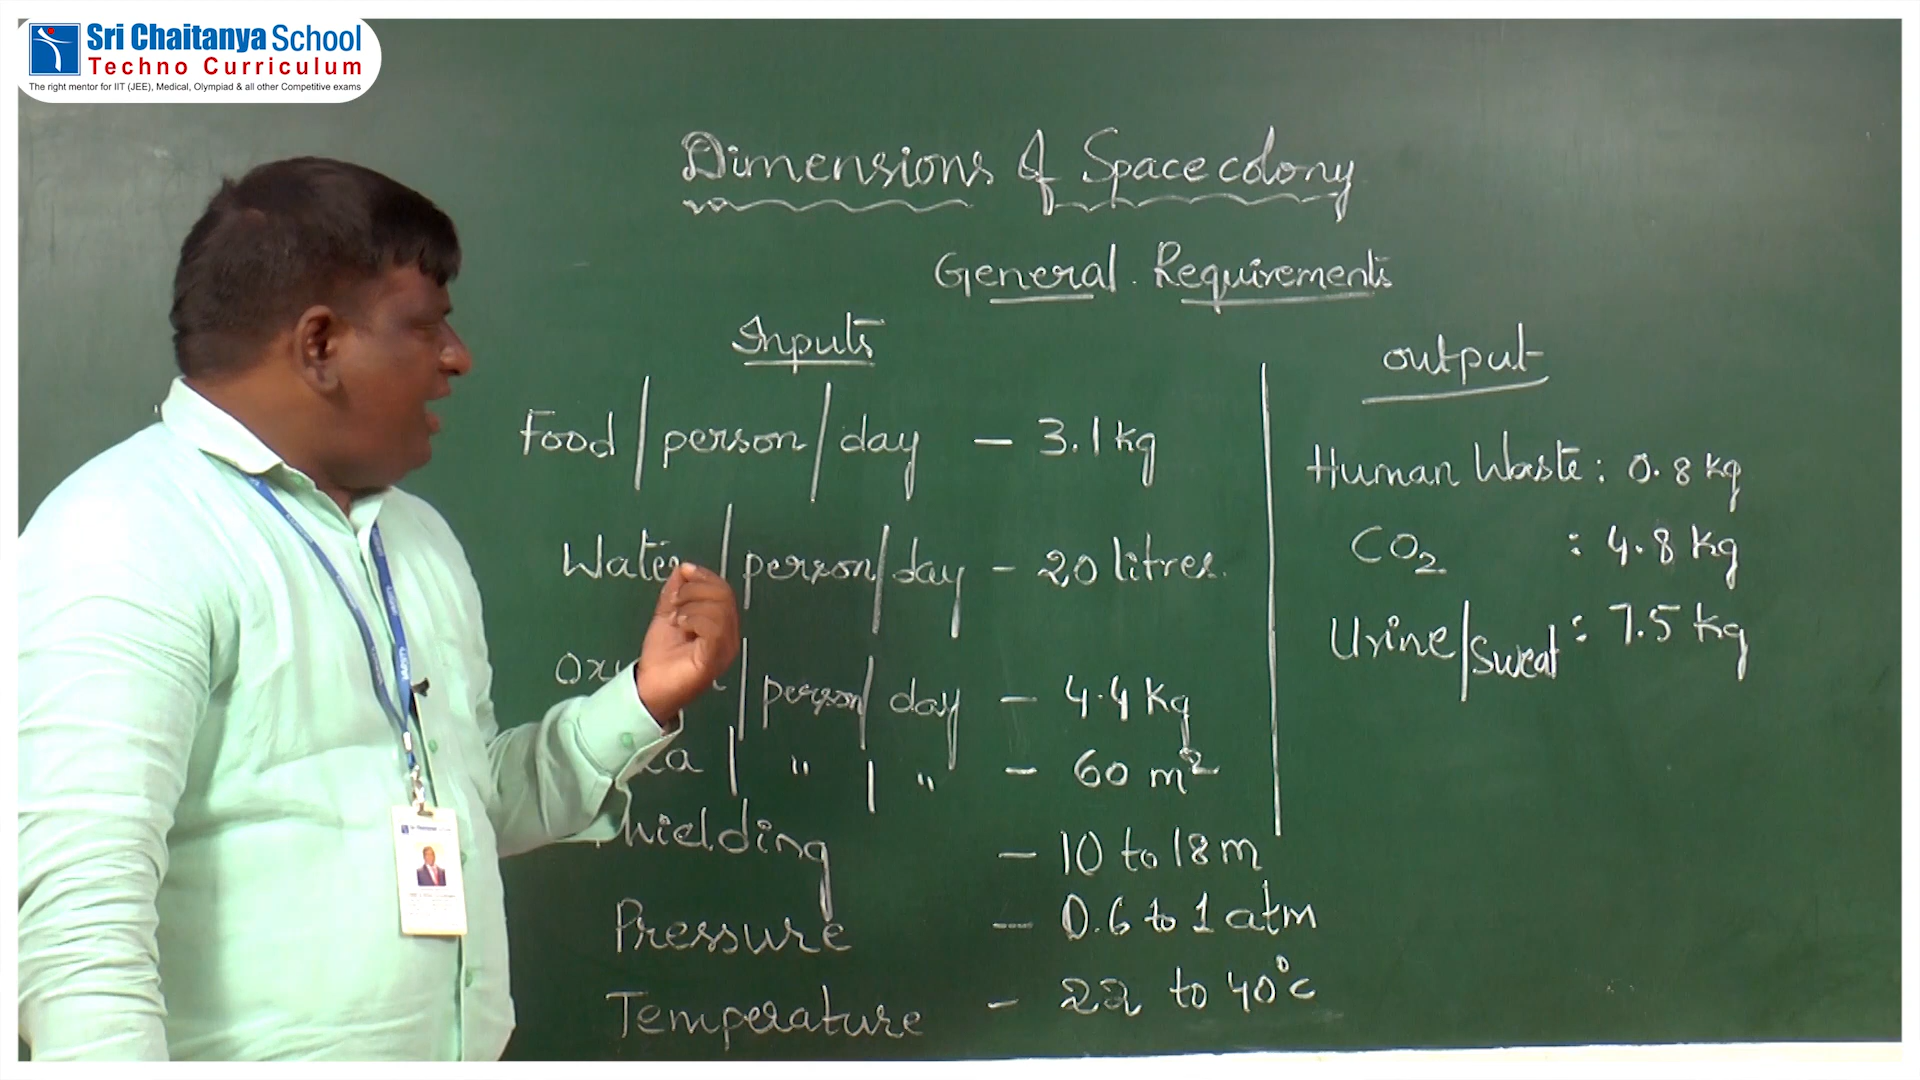 Sri Chaitanya School
Techno Curriculum
The right mentor for IIT (JEE), Medical, Olympiad & all other Competitive exams
Dimensions of Space colony
General Requirements
Inputs
Food/person/day - 3.1 kg
Water/person/day - 20 litres.
/person/day - 4.4 kg
/ " / " - 60 m²
hielding - 10 to 18 m
Pressure - 0.6 to 1 atm
Temperature - 22 to 40°c
output
Human Waste : 0.8 kg
CO₂ : 4.8 kg
Urine/Sweat : 7.5 kg